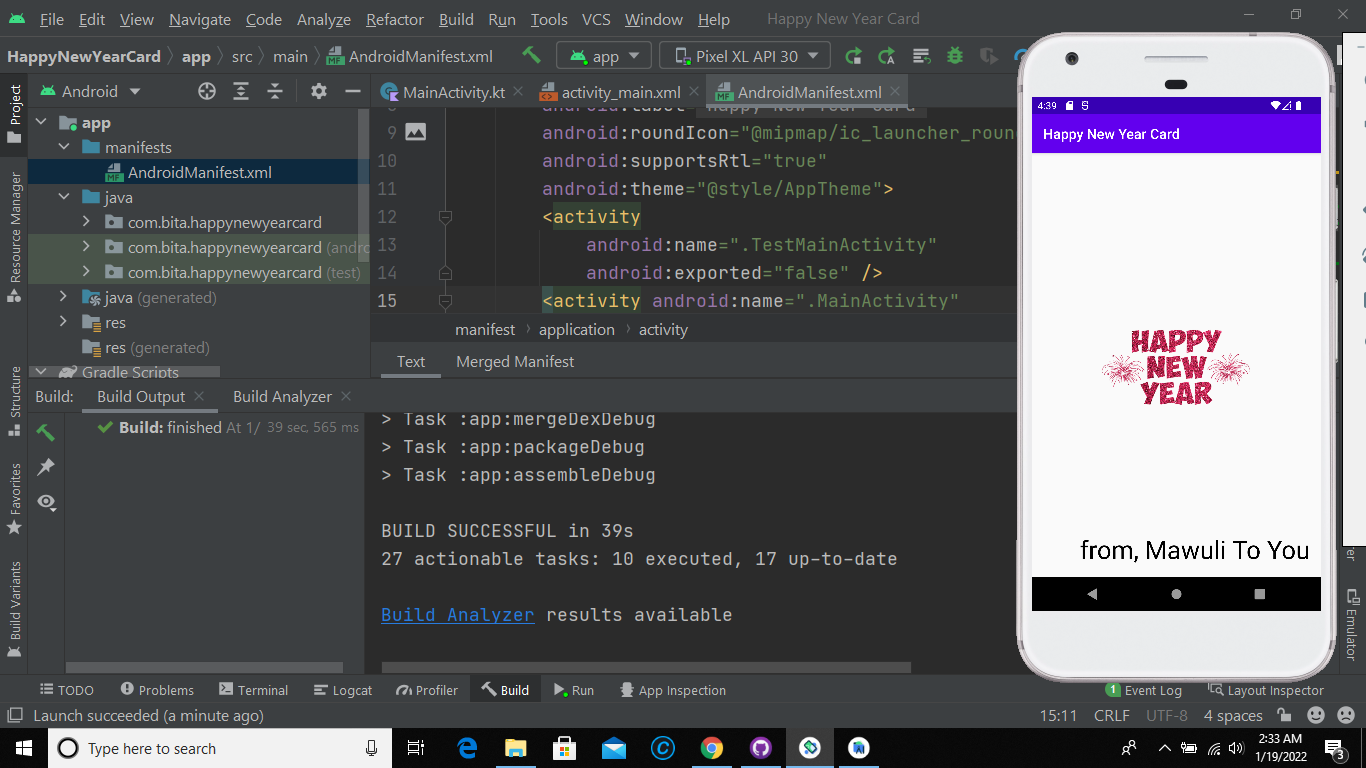 File Edit View Navigate Code Analyze Refactor Build Run Tools VCS Window Help Happy New Year Card
HappyNewYearCard app src main AndroidManifest.xml app Pixel XL API 30
Android
MainActivity.kt activity_main.xml AndroidManifest.xml
Project
Resource Manager
Structure
Favorites
Build Variants
app
manifests
AndroidManifest.xml
java
com.bita.happynewyearcard
com.bita.happynewyearcard (andro
com.bita.happynewyearcard (test)
java (generated)
res
res (generated)
Gradle Scripts
android:label="Happy New Year Card"
9 android:roundIcon="@mipmap/ic_launcher_roun
10 android:supportsRtl="true"
11 android:theme="@style/AppTheme">
12 <activity
13 android:name=".TestMainActivity"
14 android:exported="false" />
15 <activity android:name=".MainActivity"
manifest application activity
Text Merged Manifest
Build: Build Output Build Analyzer
Build: finished At 1/ 39 sec, 565 ms
> Task :app:mergeDexDebug
> Task :app:packageDebug
> Task :app:assembleDebug
BUILD SUCCESSFUL in 39s
27 actionable tasks: 10 executed, 17 up-to-date
Build Analyzer results available
4:39
Happy New Year Card
HAPPY
NEW
YEAR
from, Mawuli To You
Emulator
TODO Problems Terminal Logcat Profiler Build Run App Inspection 1 Event Log Layout Inspector
Launch succeeded (a minute ago) 15:11 CRLF UTF-8 4 spaces
Type here to search
2:33 AM
1/19/2022
3